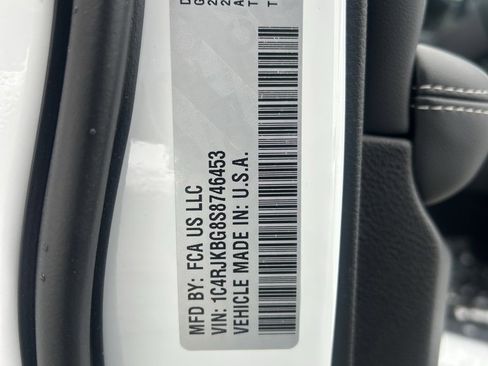 MFD BY: FCA US LLC
VIN: 1C4RJKBG8S8746453
VEHICLE MADE IN: U.S.A.